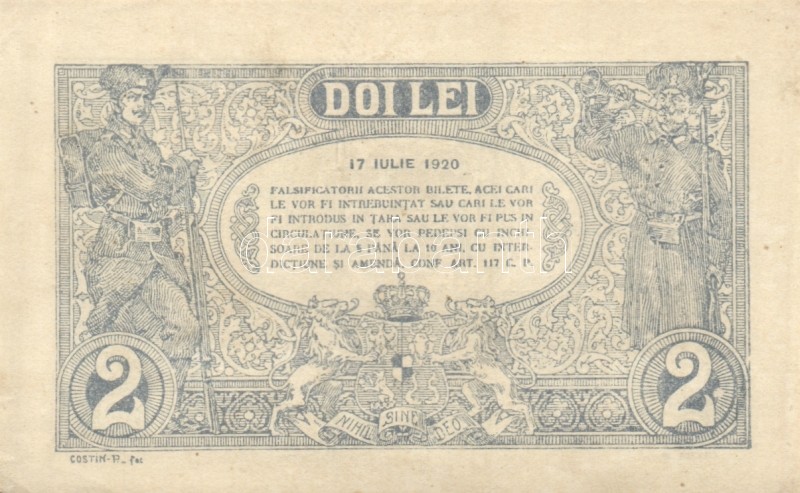 DOI LEI
17 IULIE 1920
FALSIFICATORII ACESTOR BILETE, ACEI CARI
LE VOR FI INTREBUINȚAT SAU CARI LE VOR
FI INTRODUS IN ȚARĂ SAU LE VOR FI PUS IN
CIRCULAȚIUNE, SE VOR PEDEPSI CU INCHI-
SOARE DE LA 5 PÂNĂ LA 10 ANI, CU INTER-
DICȚIUNE ȘI AMENDĂ, CONF. ART. 117 C. P.
2
2
NIHIL SINE DEO
COSTIN-P. fec
darabanth